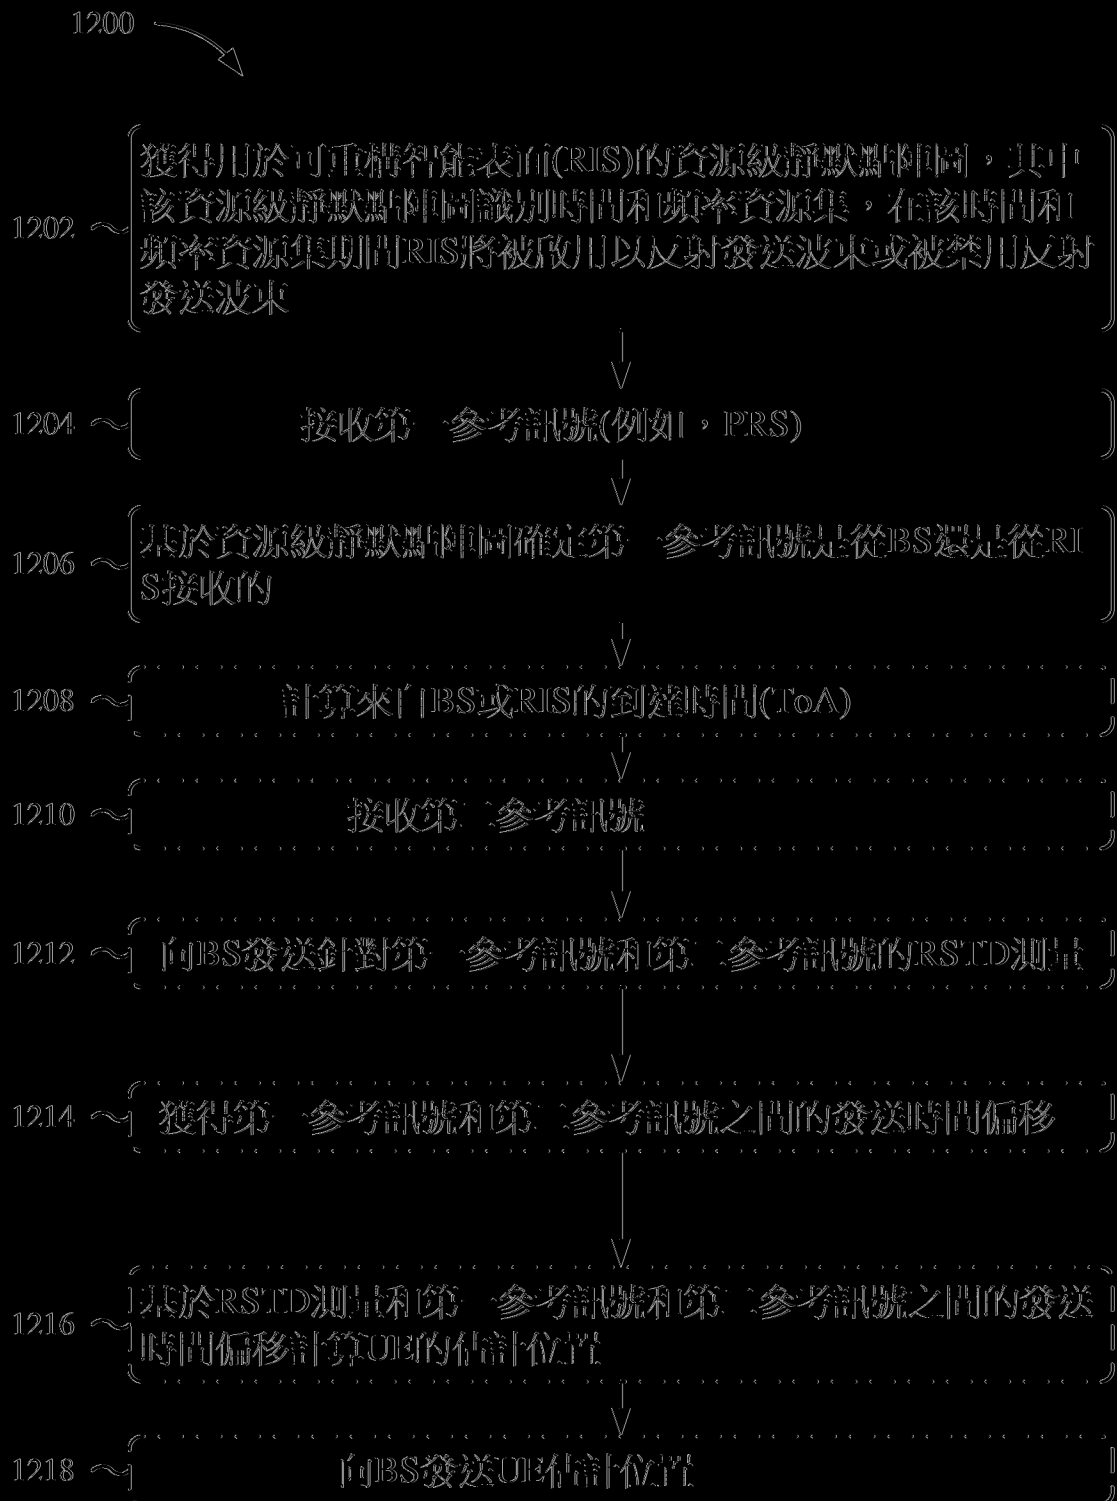 1200
1202
獲得用於可重構智能表面(RIS)的資源級靜默點陣圖，其中
該資源級靜默點陣圖識別時間和頻率資源集，在該時間和
頻率資源集期間RIS將被啟用以反射發送波束或被禁用反射
發送波束
1204
接收第一參考訊號(例如，PRS)
1206
基於資源級靜默點陣圖確定第一參考訊號是從BS還是從RI
S接收的
1208
計算來自BS或RIS的到達時間(ToA)
1210
接收第二參考訊號
1212
向BS發送針對第一參考訊號和第二參考訊號的RSTD測量
1214
獲得第一參考訊號和第二參考訊號之間的發送時間偏移
1216
基於RSTD測量和第一參考訊號和第二參考訊號之間的發送
時間偏移計算UE的估計位置
1218
向BS發送UE估計位置